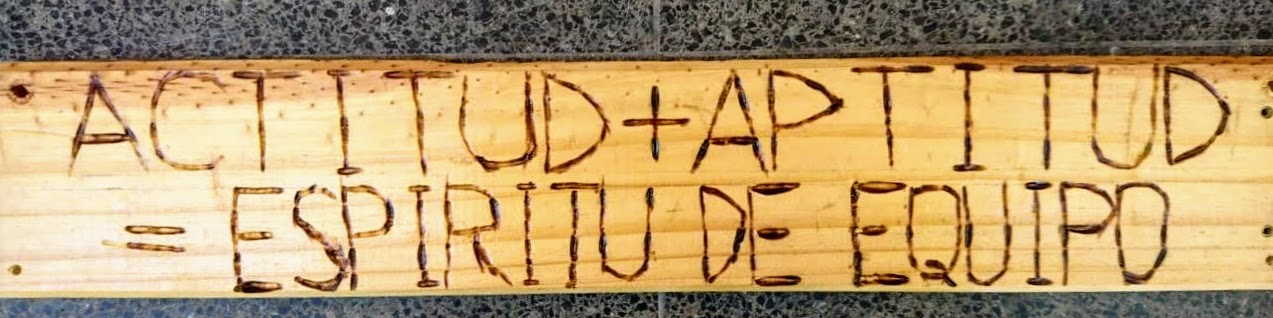 ACTITUD+APTITUD
=ESPIRITU DE EQUIPO